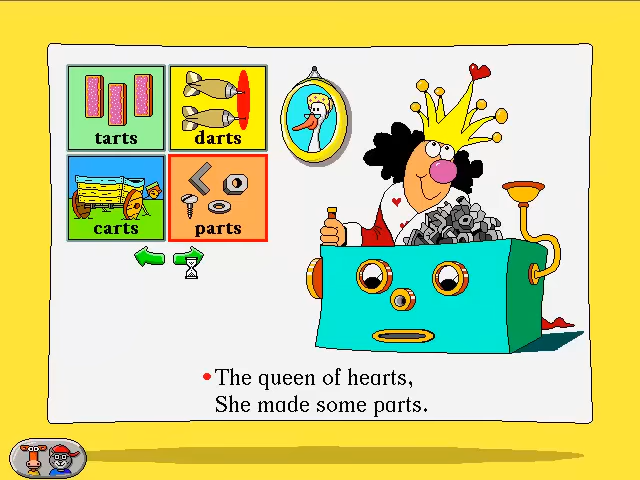 tarts
darts
carts
parts
The queen of hearts,
She made some parts.